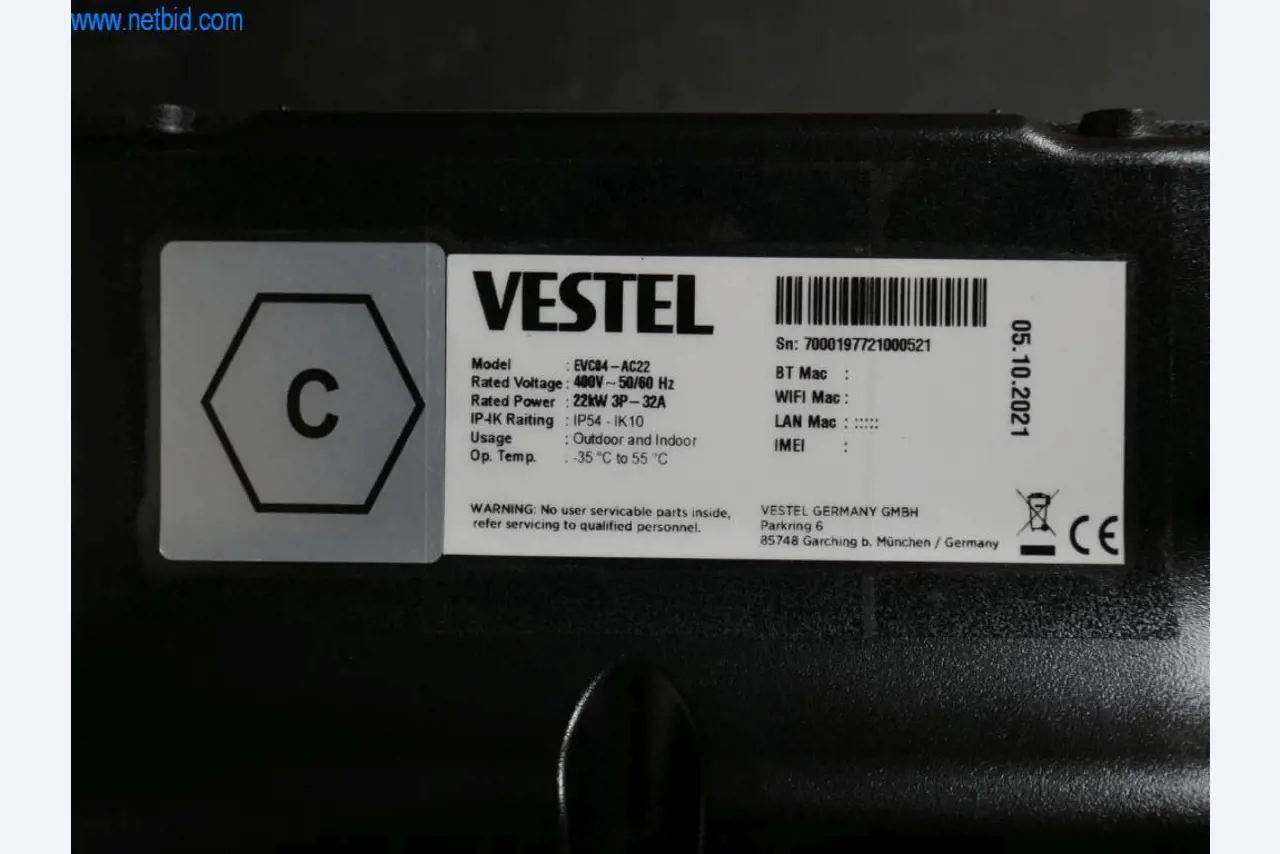 www.netbid.com
C
VESTEL
Model : EVC04-AC22
Rated Voltage : 400V~50/60 Hz
Rated Power : 22kW 3P-32A
IP-IK Raiting : IP54 - IK10
Usage : Outdoor and Indoor
Op. Temp. : -35 °C to 55 °C
WARNING: No user servicable parts inside,
refer servicing to qualified personnel.
Sn: 7000197721000521
BT Mac :
WIFI Mac :
LAN Mac : :::::
IMEI :
VESTEL GERMANY GMBH
Parkring 6
85748 Garching b. München / Germany
05.10.2021
CE